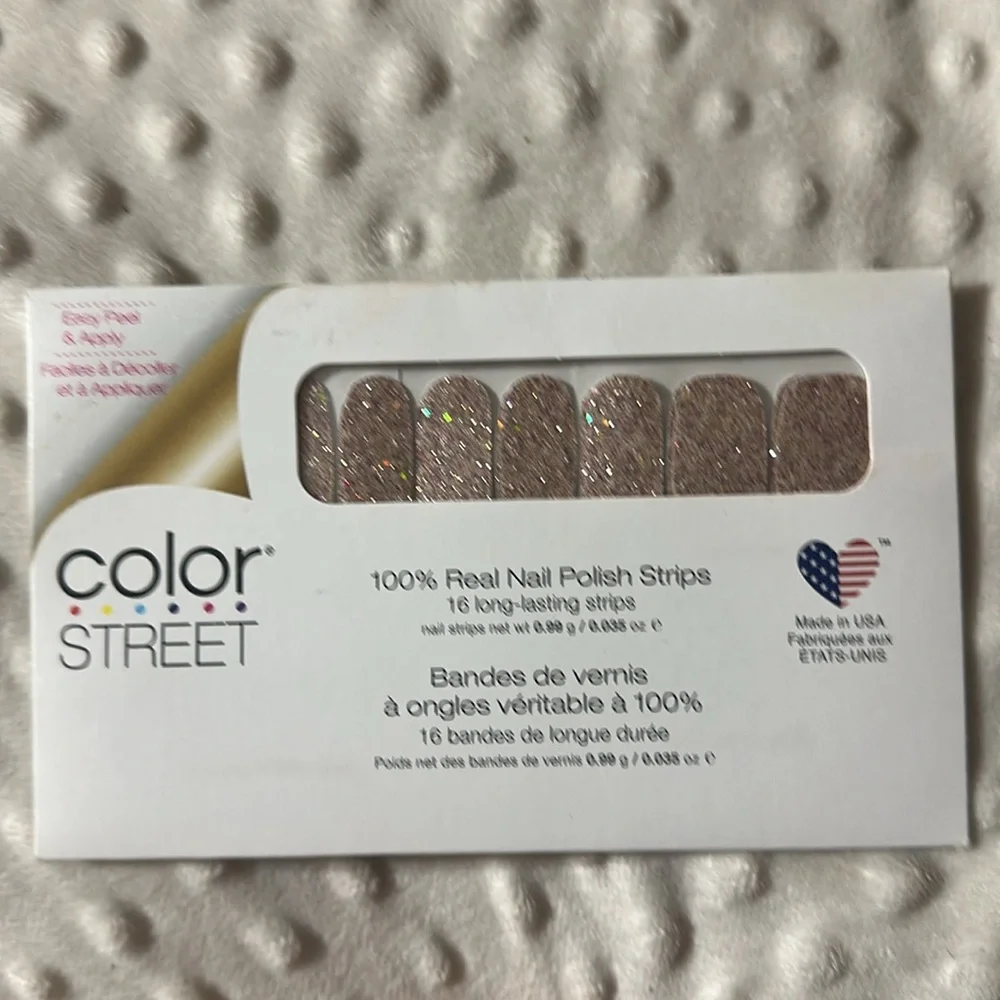 Easy Peel
& Apply
Faciles à Décoller
et à Appliquer
color®
STREET
100% Real Nail Polish Strips
16 long-lasting strips
nail strips net wt 0.99 g / 0.035 oz ℮
Bandes de vernis
à ongles véritable à 100%
16 bandes de longue durée
Poids net des bandes de vernis 0.99 g / 0.035 oz ℮
™
Made in USA
Fabriquées aux
ÉTATS-UNIS